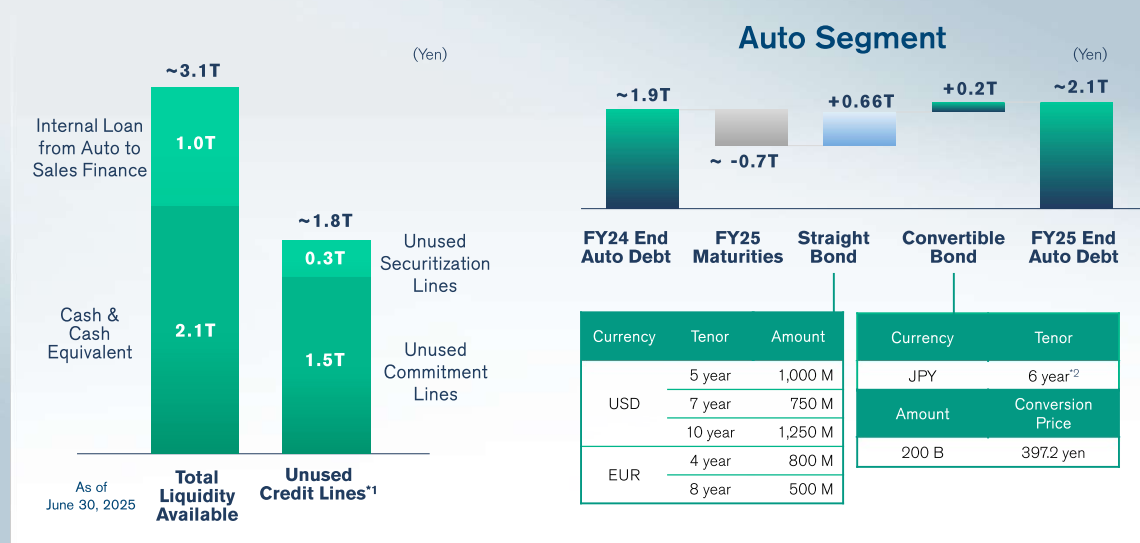 (Yen)
~3.1T
Internal Loan
from Auto to
Sales Finance
1.0T
Cash &
Cash
Equivalent
2.1T
~1.8T
0.3T
Unused
Securitization
Lines
1.5T
Unused
Commitment
Lines
As of
June 30, 2025
Total
Liquidity
Available
Unused
Credit Lines*1
Auto Segment
(Yen)
~1.9T
~ -0.7T
+0.66T
+0.2T
~2.1T
FY24 End
Auto Debt
FY25
Maturities
Straight
Bond
Convertible
Bond
FY25 End
Auto Debt
Currency Tenor Amount
USD
5 year 1,000 M
7 year 750 M
10 year 1,250 M
EUR
4 year 800 M
8 year 500 M
Currency Tenor
JPY 6 year*2
Amount Conversion
Price
200 B 397.2 yen